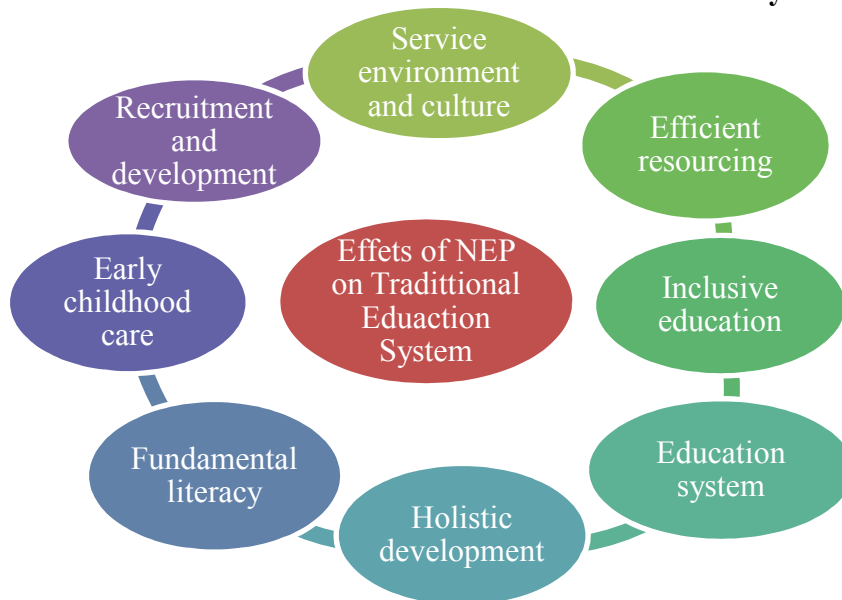 Service
environment
and culture
Efficient
resourcing
Inclusive
education
Education
system
Holistic
development
Fundamental
literacy
Early
childhood
care
Recruitment
and
development
Effets of NEP
on Tradittional
Eduaction
System